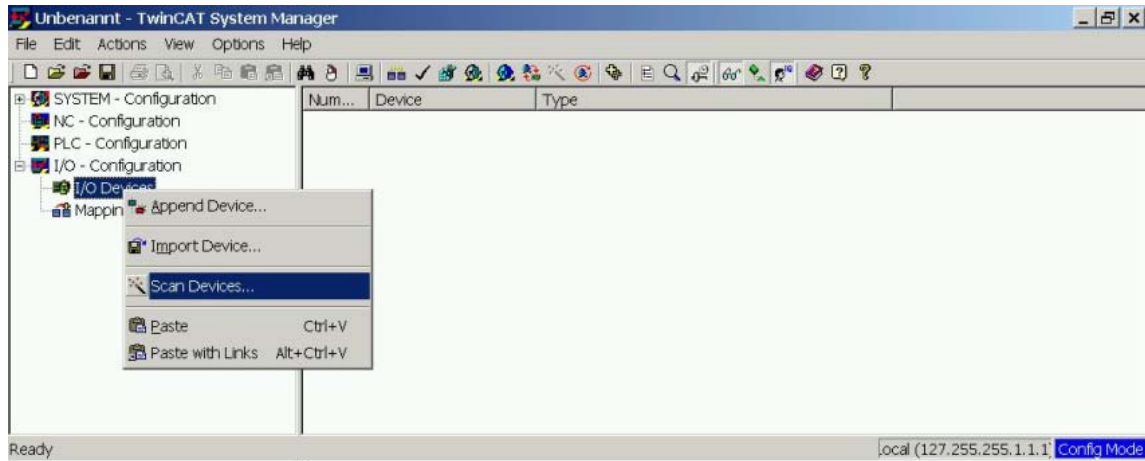 Unbenannt - TwinCAT System Manager
File Edit Actions View Options Help
SYSTEM - Configuration
NC - Configuration
PLC - Configuration
I/O - Configuration
I/O Devices
Mappin
Num... Device Type
Append Device...
Import Device...
Scan Devices...
Paste Ctrl+V
Paste with Links Alt+Ctrl+V
Ready
ocal (127.255.255.1.1.1) Config Mode